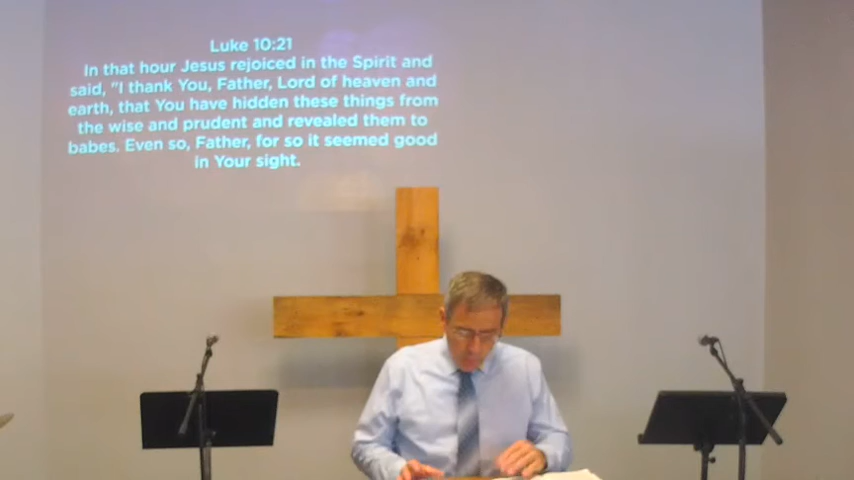 Luke 10:21
In that hour Jesus rejoiced in the Spirit and
said, "I thank You, Father, Lord of heaven and
earth, that You have hidden these things from
the wise and prudent and revealed them to
babes. Even so, Father, for so it seemed good
in Your sight.